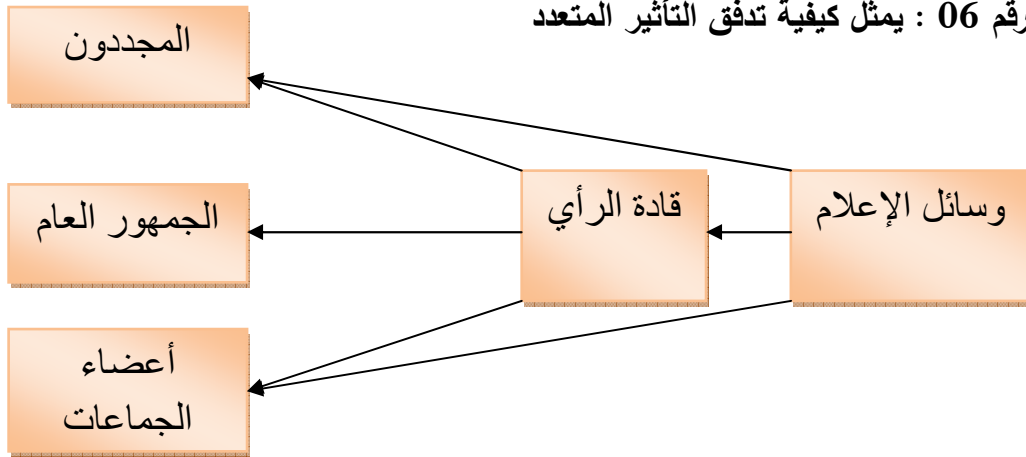 رقم 06 : يمثل كيفية تدفق التأثير المتعدد
المجددون
وسائل الإعلام
قادة الرأي
الجمهور العام
أعضاء
الجماعات